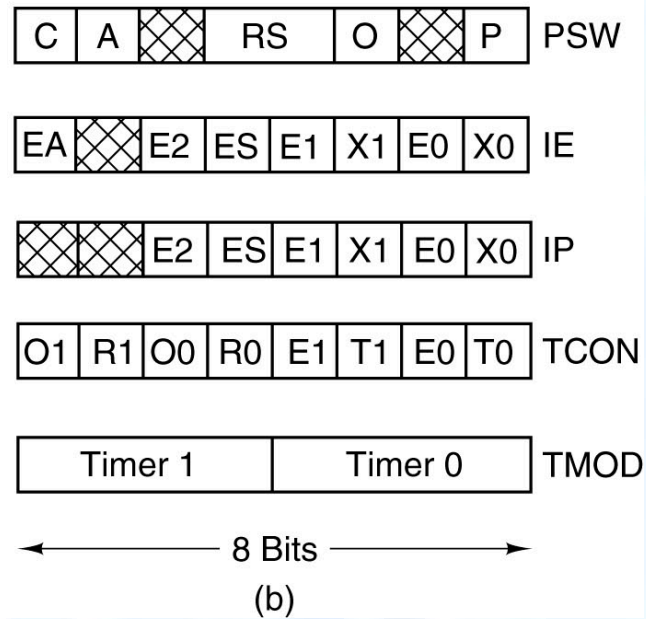 C A RS O P PSW
EA E2 ES E1 X1 E0 X0 IE
E2 ES E1 X1 E0 X0 IP
O1 R1 O0 R0 E1 T1 E0 T0 TCON
Timer 1 Timer 0 TMOD
8 Bits
(b)